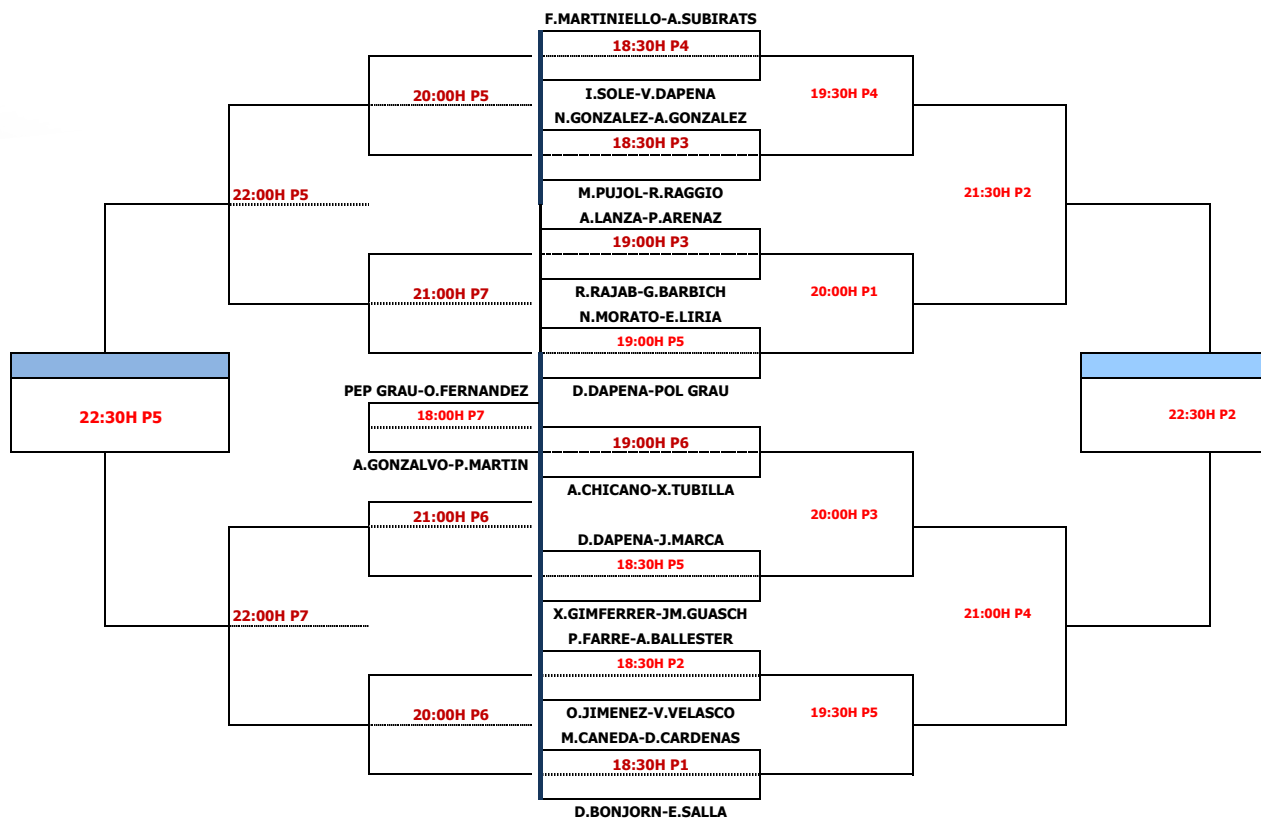 F.MARTINIELLO-A.SUBIRATS
18:30H P4
20:00H P5
I.SOLE-V.DAPENA
19:30H P4
N.GONZALEZ-A.GONZALEZ
18:30H P3
22:00H P5
M.PUJOL-R.RAGGIO
21:30H P2
A.LANZA-P.ARENAZ
19:00H P3
21:00H P7
R.RAJAB-G.BARBICH
20:00H P1
N.MORATO-E.LIRIA
19:00H P5
PEP GRAU-O.FERNANDEZ
D.DAPENA-POL GRAU
22:30H P5
18:00H P7
22:30H P2
19:00H P6
A.GONZALVO-P.MARTIN
A.CHICANO-X.TUBILLA
21:00H P6
20:00H P3
D.DAPENA-J.MARCA
18:30H P5
22:00H P7
X.GIMFERRER-JM.GUASCH
21:00H P4
P.FARRE-A.BALLESTER
18:30H P2
20:00H P6
O.JIMENEZ-V.VELASCO
19:30H P5
M.CANEDA-D.CARDENAS
18:30H P1
D.BONJORN-E.SALLA